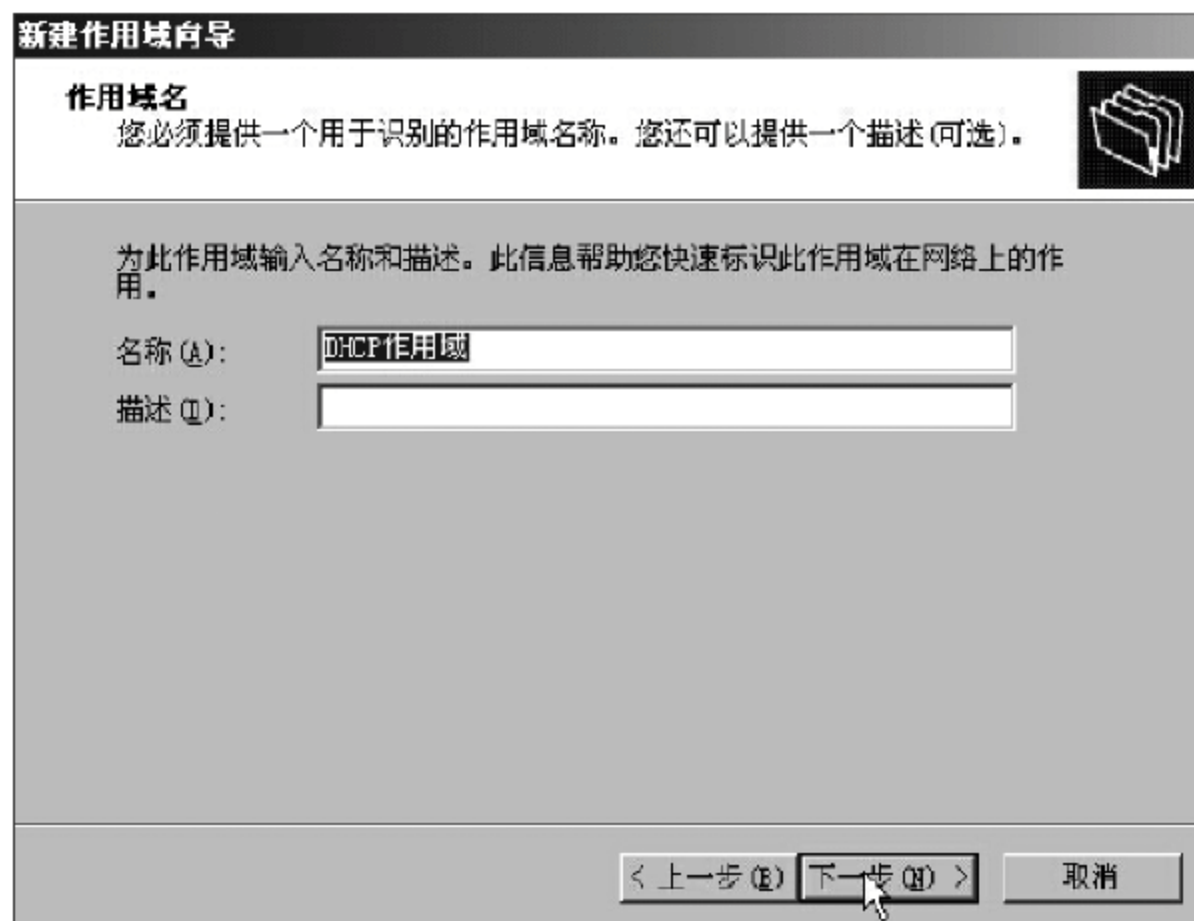 新建作用域向导
作用域名
您必须提供一个用于识别的作用域名称。您还可以提供一个描述(可选)。
为此作用域输入名称和描述。此信息帮助您快速标识此作用域在网络上的作
用。
名称(A): DHCP作用域
描述(D):
< 上一步(B) 下一步(N) > 取消